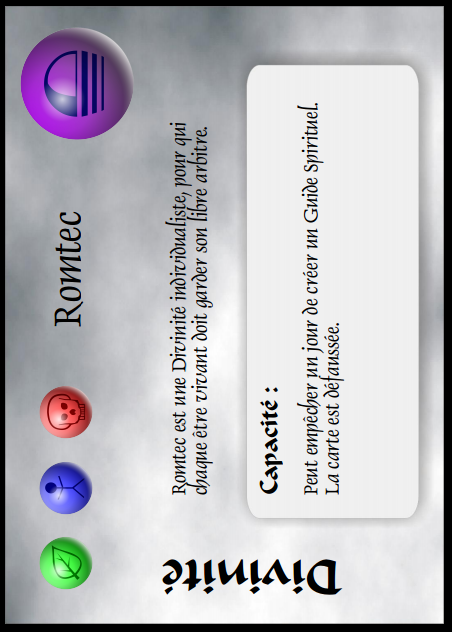 Romtec
Romtec est une Divinité individualiste, pour qui
chaque être vivant doit garder son libre arbitre.
Capacité :
Peut empêcher un jour de créer un Guide Spirituel.
La carte est défaussée.
Divinité